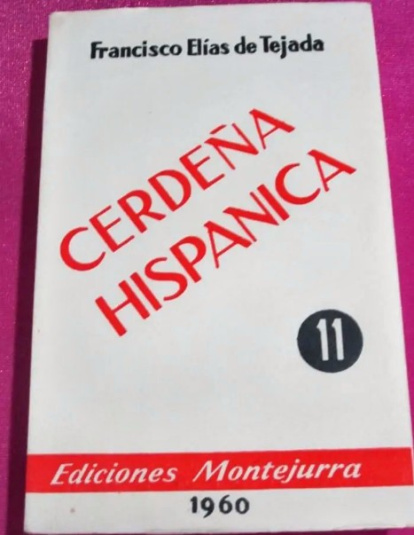 Francisco Elías de Tejada
CERDEÑA
HISPANICA
11
Ediciones Montejurra
1960